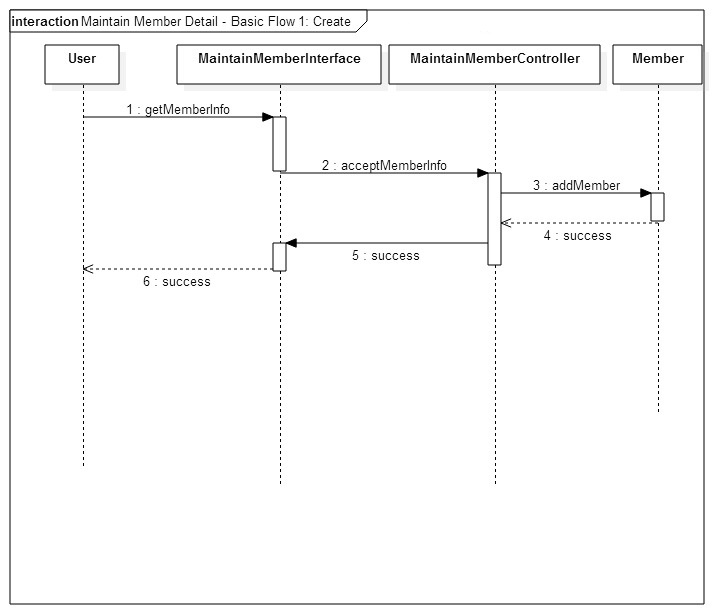 interaction Maintain Member Detail - Basic Flow 1: Create
User
MaintainMemberInterface
MaintainMemberController
Member
1 : getMemberInfo
2 : acceptMemberInfo
3 : addMember
4 : success
5 : success
6 : success